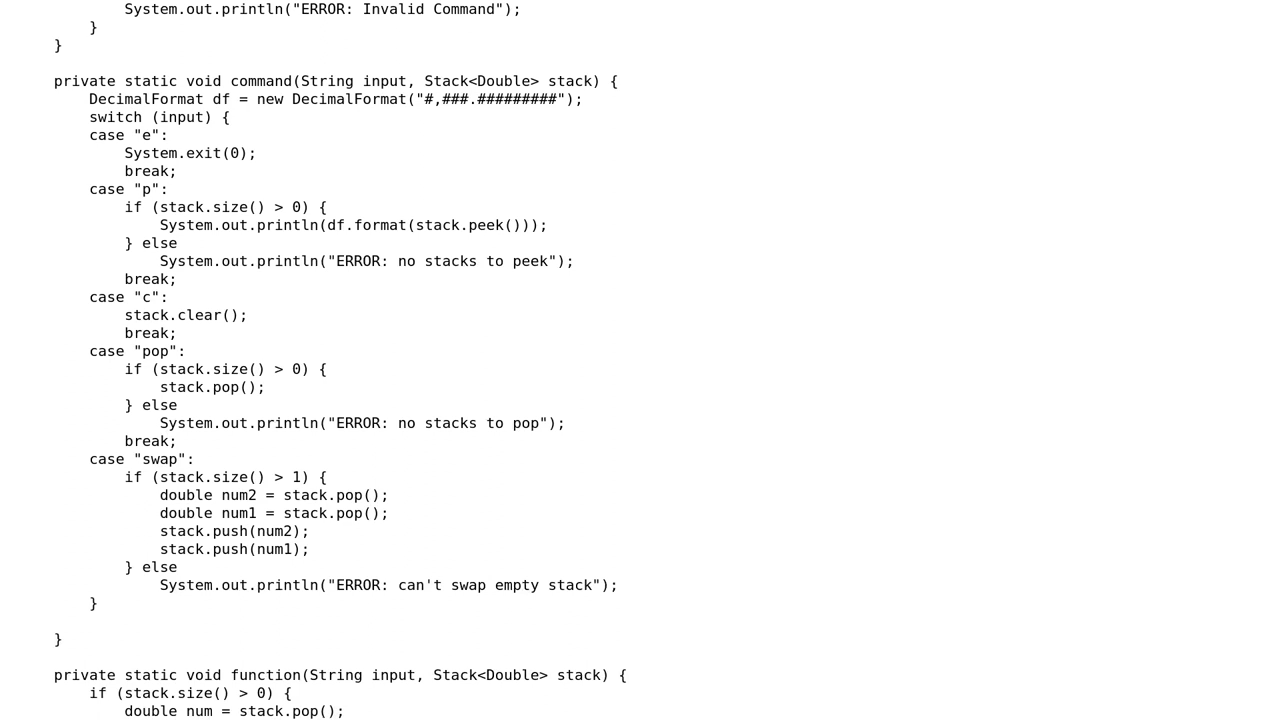 System.out.println("ERROR: Invalid Command");
}
}
private static void command(String input, Stack<Double> stack) {
DecimalFormat df = new DecimalFormat("#,###.#########");
switch (input) {
case "e":
System.exit(0);
break;
case "p":
if (stack.size() > 0) {
System.out.println(df.format(stack.peek()));
} else
System.out.println("ERROR: no stacks to peek");
break;
case "c":
stack.clear();
break;
case "pop":
if (stack.size() > 0) {
stack.pop();
} else
System.out.println("ERROR: no stacks to pop");
break;
case "swap":
if (stack.size() > 1) {
double num2 = stack.pop();
double num1 = stack.pop();
stack.push(num2);
stack.push(num1);
} else
System.out.println("ERROR: can't swap empty stack");
}
}
private static void function(String input, Stack<Double> stack) {
if (stack.size() > 0) {
double num = stack.pop();